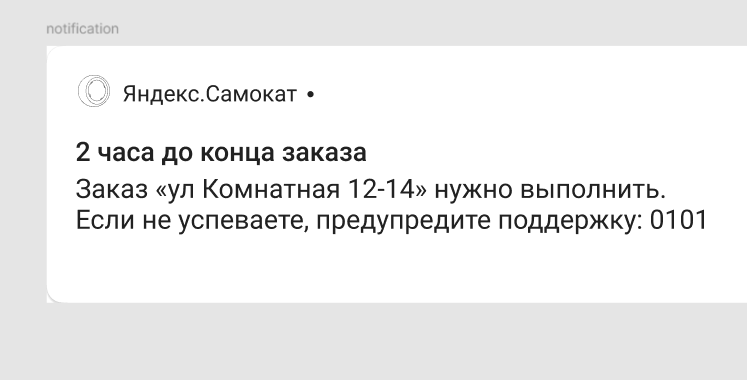 notification
Яндекс.Самокат •
2 часа до конца заказа
Заказ «ул Комнатная 12-14» нужно выполнить.
Если не успеваете, предупредите поддержку: 0101